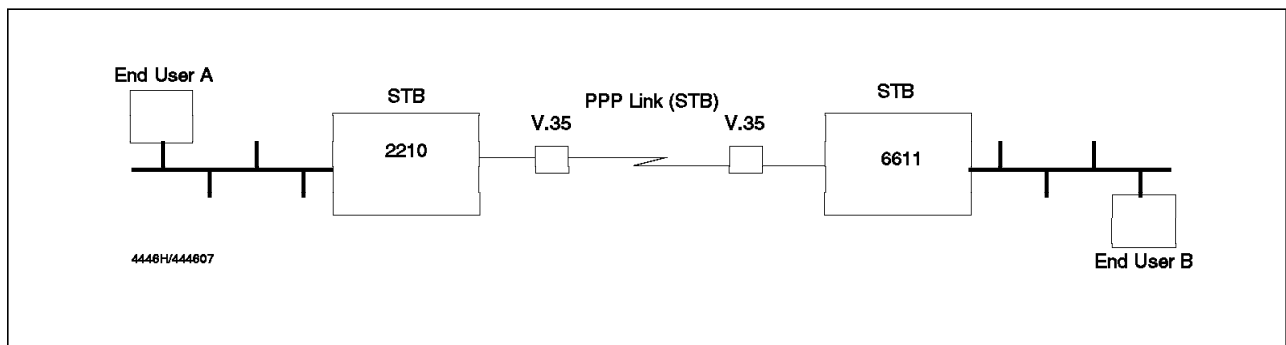 End User A
STB
PPP Link (STB)
STB
V.35
V.35
2210
6611
4446H/444607
End User B